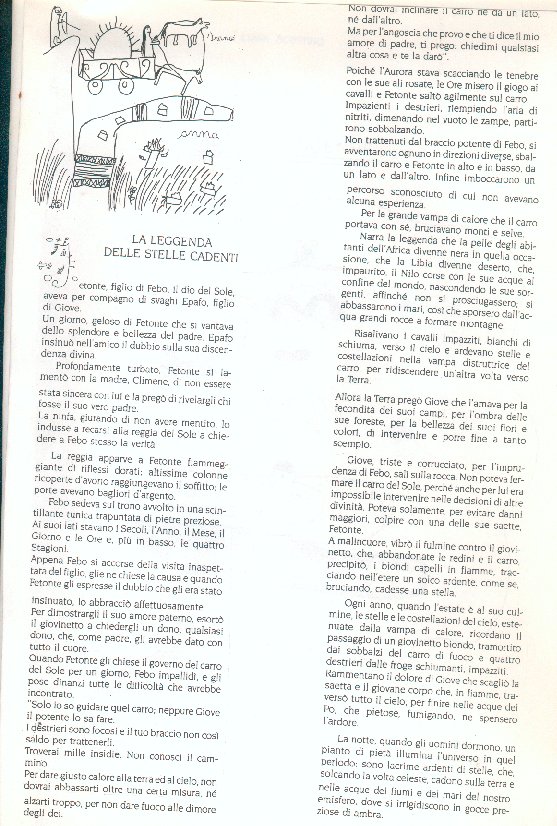 LA LEGGENDA
DELLE STELLE CADENTI
etonte, figlio di Febo, il dio del Sole,
aveva per compagno di svaghi Epafo, figlio
di Giove.
Un giorno, geloso di Fetonte che si vantava
dello splendore e bellezza del padre, Epafo
insinuò nell'amico il dubbio sulla sua discen-
denza divina.
Profondamente turbato, Fetonte si la-
mentò con la madre, Climene, di non essere
stata sincera con lui e la pregò di rivelargli chi
fosse il suo vero padre.
La ninfa, giurando di non avere mentito, lo
indusse a recarsi alla reggia del Sole a chie-
dere a Febo stesso la verità.
La reggia apparve a Fetonte fiammeg-
giante di riflessi dorati; altissime colonne
ricoperte d'avorio raggiungevano il soffitto; le
porte avevano bagliori d'argento.
Febo sedeva sul trono avvolto in una scin-
tillante tunica trapuntata di pietre preziose.
Ai suoi lati stavano i Secoli, l'Anno, il Mese, il
Giorno e le Ore e, più in basso, le quattro
Stagioni.
Appena Febo si accorse della visita inaspet-
tata del figlio, gliene chiese la causa e quando
Fetonte gli espresse il dubbio che gli era stato
insinuato, lo abbracciò affettuosamente.
Per dimostrargli il suo amore paterno, esortò
il giovinetto a chiedergli un dono, qualsiasi
dono, che, come padre, gli avrebbe dato con
tutto il cuore.
Quando Fetonte gli chiese il governo del carro
del Sole per un giorno, Febo impallidì, e gli
pose dinanzi tutte le difficoltà che avrebbe
incontrato.
"Solo io so guidare quel carro; neppure Giove
il potente lo sa fare.
I destrieri sono focosi e il tuo braccio non così
saldo per trattenerli.
Troverai mille insidie. Non conosci il cam-
mino.
Per dare giusto calore alla terra ed al cielo, non
dovrai abbassarti oltre una certa misura, né
alzarti troppo, per non dare fuoco alle dimore
degli dei.
Non dovrai inclinare il carro né da un lato,
né dall'altro.
Ma per l'angoscia che provo e che ti dice il mio
amore di padre, ti prego, chiedimi qualsiasi
altra cosa e te la darò".
Poiché l'Aurora stava scacciando le tenebre
con le sue ali rosate, le Ore misero il giogo ai
cavalli e Fetonte saltò agilmente sul carro.
Impazienti i destrieri, riempiendo l'aria di
nitriti, dimenando nel vuoto le zampe, parti-
rono sobbalzando.
Non trattenuti dal braccio potente di Febo, si
avventarono ognuno in direzioni diverse, sbal-
zando il carro e Fetonte in alto e in basso, da
un lato e dall'altro. Infine imboccarono un
percorso sconosciuto di cui non avevano
alcuna esperienza.
Per la grande vampa di calore che il carro
portava con sé, bruciavano monti e selve.
Narra la leggenda che la pelle degli abi-
tanti dell'Africa divenne nera in quella occa-
sione, che la Libia divenne deserto, che,
impaurito, il Nilo corse con le sue acque al
confine del mondo, nascondendo le sue sor-
genti, affinché non si prosciugassero; si
abbassarono i mari, così che sporsero dall'ac-
qua grandi rocce a formare montagne.
Risalivano i cavalli impazziti, bianchi di
schiuma, verso il cielo e ardevano stelle e
costellazioni nella vampa distruttrice del
carro, per ridiscendere un'altra volta verso
la Terra.
Allora la Terra pregò Giove che l'amava per la
fecondità dei suoi campi, per l'ombra delle
sue foreste, per la bellezza dei suoi fiori e
colori, di intervenire e porre fine a tanto
scempio.
Giove, triste e corrucciato, per l'impru-
denza di Febo, salì sulla rocca. Non poteva fer-
mare il carro del Sole, perché anche per lui era
impossibile intervenire nelle decisioni di altre
divinità. Poteva solamente, per evitare danni
maggiori, colpire con una delle sue saette,
Fetonte.
A malincuore, vibrò il fulmine contro il giovi-
netto, che, abbandonate le redini e il carro,
precipitò, i biondi capelli in fiamme, trac-
ciando nell'etere un solco ardente, come se,
bruciando, cadesse una stella.
Ogni anno, quando l'estate è al suo cul-
mine, le stelle e le costellazioni del cielo, este-
nuate dalla vampa di calore, ricordano il
passaggio di un giovinetto biondo, tramortito
dai sobbalzi del carro di fuoco e quattro
destrieri dalle froge schiumanti, impazziti.
Rammentano il dolore di Giove che scagliò la
saetta e il giovane corpo che, in fiamme, tra-
versò tutto il cielo, per finire nelle acque del
Po, che pietose, fumigando, ne spensero
l'ardore.
La notte, quando gli uomini dormono, un
pianto di pietà illumina l'universo in quel
periodo: sono lacrime ardenti di stelle, che,
solcando la volta celeste, cadono sulla terra e
nelle acque dei fiumi e dei mari del nostro
emisfero, dove si irrigidiscono in gocce pre-
ziose di ambra.